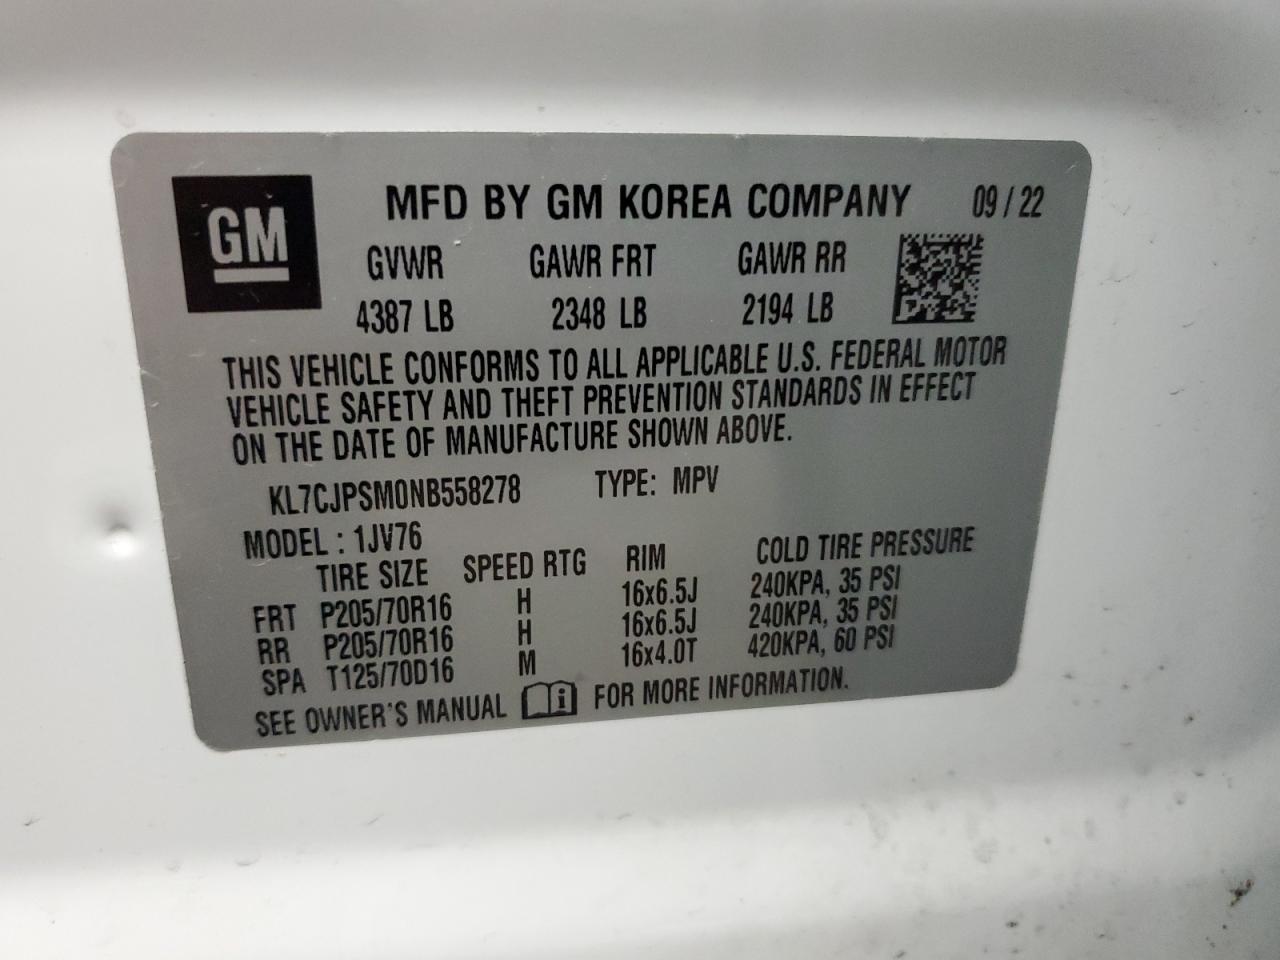 GM
MFD BY GM KOREA COMPANY 09 / 22
GVWR GAWR FRT GAWR RR
4387 LB 2348 LB 2194 LB
THIS VEHICLE CONFORMS TO ALL APPLICABLE U.S. FEDERAL MOTOR
VEHICLE SAFETY AND THEFT PREVENTION STANDARDS IN EFFECT
ON THE DATE OF MANUFACTURE SHOWN ABOVE.
KL7CJPSM0NB558278 TYPE: MPV
MODEL : 1JV76
TIRE SIZE SPEED RTG RIM COLD TIRE PRESSURE
FRT P205/70R16 H 16x6.5J 240KPA, 35 PSI
RR P205/70R16 H 16x6.5J 240KPA, 35 PSI
SPA T125/70D16 M 16x4.0T 420KPA, 60 PSI
SEE OWNER'S MANUAL i FOR MORE INFORMATION.